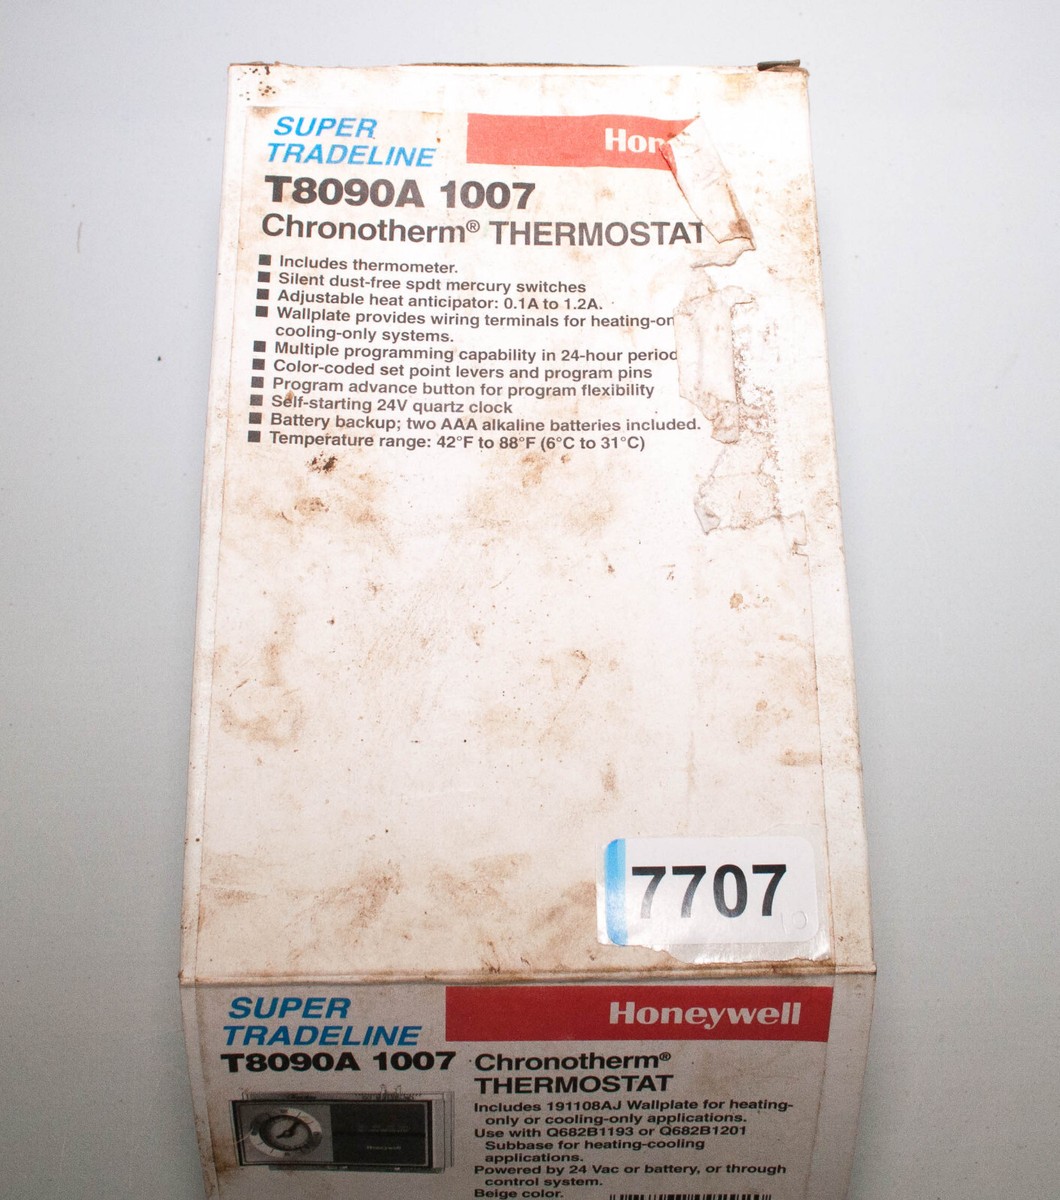 SUPER
TRADELINE
Hon
T8090A 1007
Chronotherm® THERMOSTAT
■ Includes thermometer.
■ Silent dust-free spdt mercury switches
■ Adjustable heat anticipator: 0.1A to 1.2A.
■ Wallplate provides wiring terminals for heating-or
cooling-only systems.
■ Multiple programming capability in 24-hour period
■ Color-coded set point levers and program pins
■ Program advance button for program flexibility
■ Self-starting 24V quartz clock
■ Battery backup; two AAA alkaline batteries included.
■ Temperature range: 42°F to 88°F (6°C to 31°C)
7707
SUPER
TRADELINE
Honeywell
T8090A 1007
Chronotherm®
THERMOSTAT
Includes 191108AJ Wallplate for heating-
only or cooling-only applications.
Use with Q682B1193 or Q682B1201
Subbase for heating-cooling
applications.
Powered by 24 Vac or battery, or through
control system.
Beige color.
Honeywell